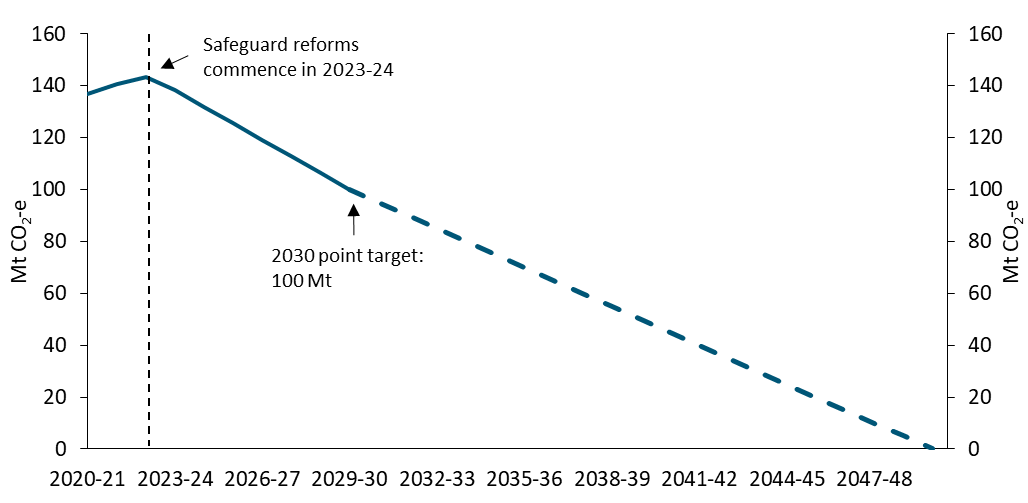 160
140
120
100
80
60
40
20
0
Mt CO₂-e
Safeguard reforms
commence in 2023-24
2030 point target:
100 Mt
160
140
120
100
80
60
40
20
0
Mt CO₂-e
2020-21 2023-24 2026-27 2029-30 2032-33 2035-36 2038-39 2041-42 2044-45 2047-48